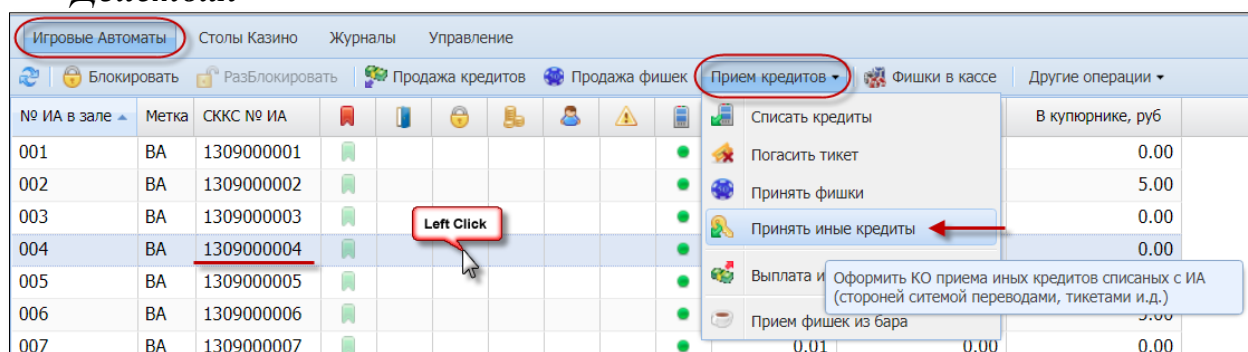 Действия
Игровые Автоматы Столы Казино Журналы Управление
Блокировать РазБлокировать Продажа кредитов Продажа фишек Прием кредитов Фишки в кассе Другие операции
№ ИА в зале Метка СККС № ИА В купюрнике, руб
Списать кредиты
001 ВА 1309000001 0.00
Погасить тикет
002 ВА 1309000002 5.00
Принять фишки
003 ВА 1309000003 0.00
Left Click
Принять иные кредиты
004 ВА 1309000004 0.00
005 ВА 1309000005
Выплата и
Оформить КО приема иных кредитов списаных с ИА
(стороней ситемой переводами, тикетами и.д.)
006 ВА 1309000006 5.00
Прием фишек из бара
007 ВА 1309000007 0.01 0.00 0.00